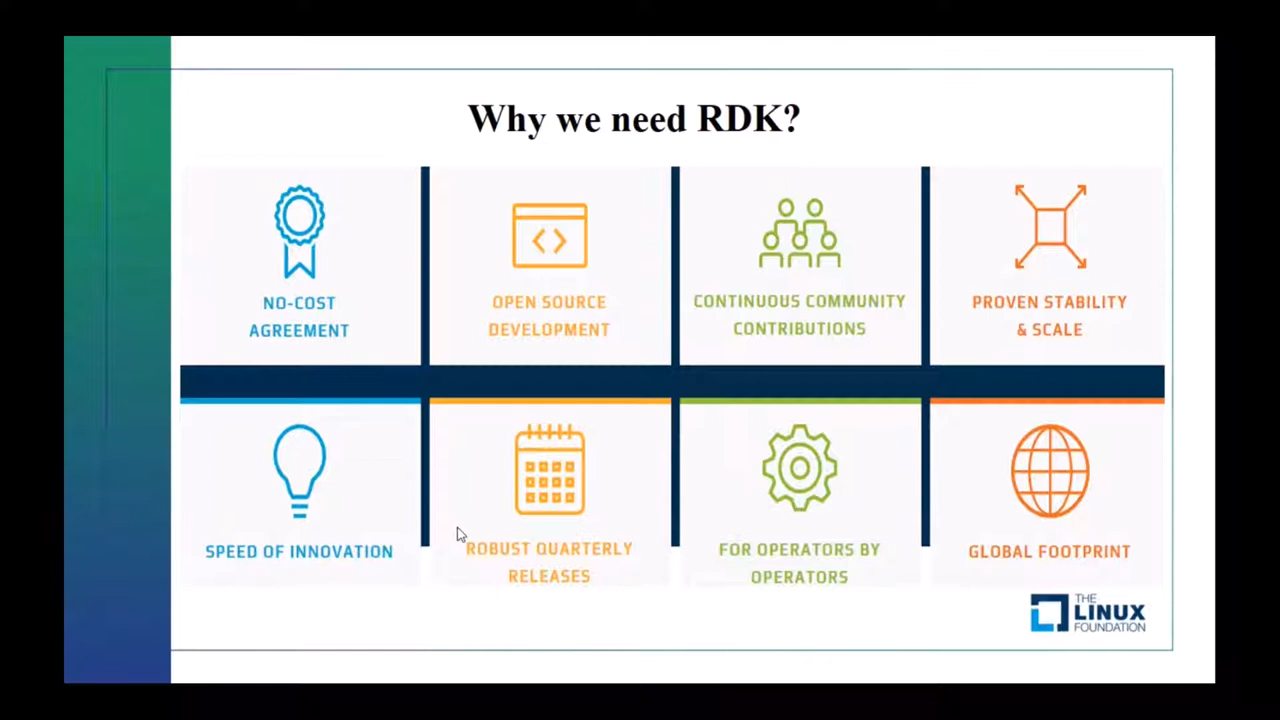 Why we need RDK?
NO-COST
AGREEMENT
OPEN SOURCE
DEVELOPMENT
CONTINUOUS COMMUNITY
CONTRIBUTIONS
PROVEN STABILITY
& SCALE
SPEED OF INNOVATION
ROBUST QUARTERLY
RELEASES
FOR OPERATORS BY
OPERATORS
GLOBAL FOOTPRINT
THE
LINUX
FOUNDATION